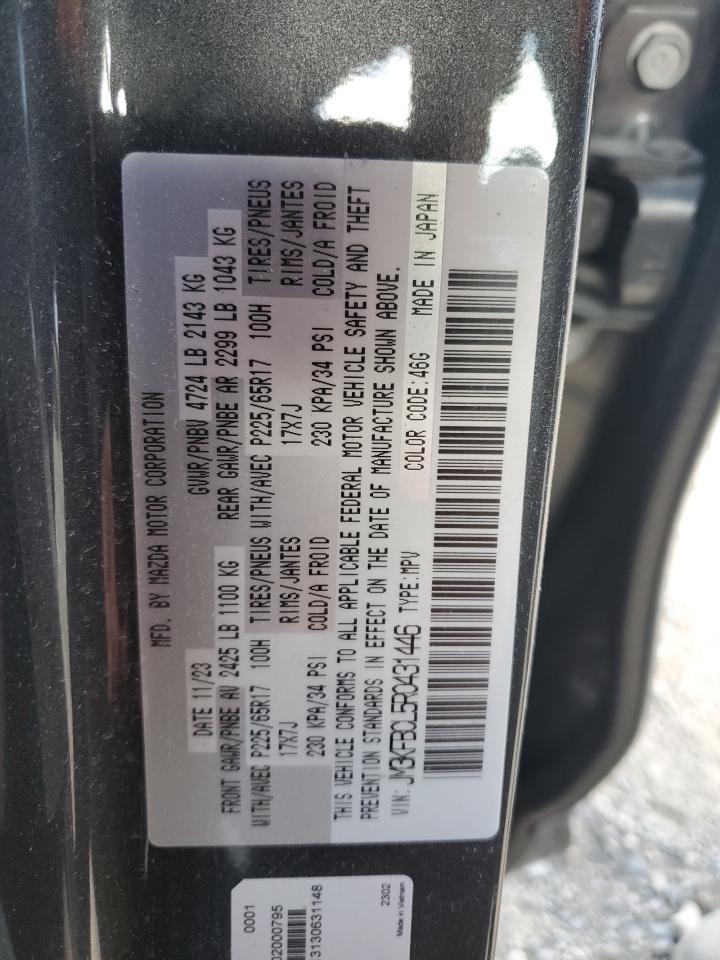 MFD. BY MAZDA MOTOR CORPORATION
DATE 11/23 GVWR/PNBV 4724 LB 2143 KG
FRONT GAWR/PNBE AV 2425 LB 1100 KG REAR GAWR/PNBE AR 2299 LB 1043 KG
WITH/AVEC P225/65R17 100H TIRES/PNEUS WITH/AVEC P225/65R17 100H TIRES/PNEUS
17X7J RIMS/JANTES 17X7J RIMS/JANTES
230 KPA/34 PSI COLD/A FROID 230 KPA/34 PSI COLD/A FROID
THIS VEHICLE CONFORMS TO ALL APPLICABLE FEDERAL MOTOR VEHICLE SAFETY AND THEFT
PREVENTION STANDARDS IN EFFECT ON THE DATE OF MANUFACTURE SHOWN ABOVE.
VIN: JM3KFBCL5R0431446 TYPE:MPV COLOR CODE:46G MADE IN JAPAN
0001
02000795
3130631148
2302
Made in Vietnam